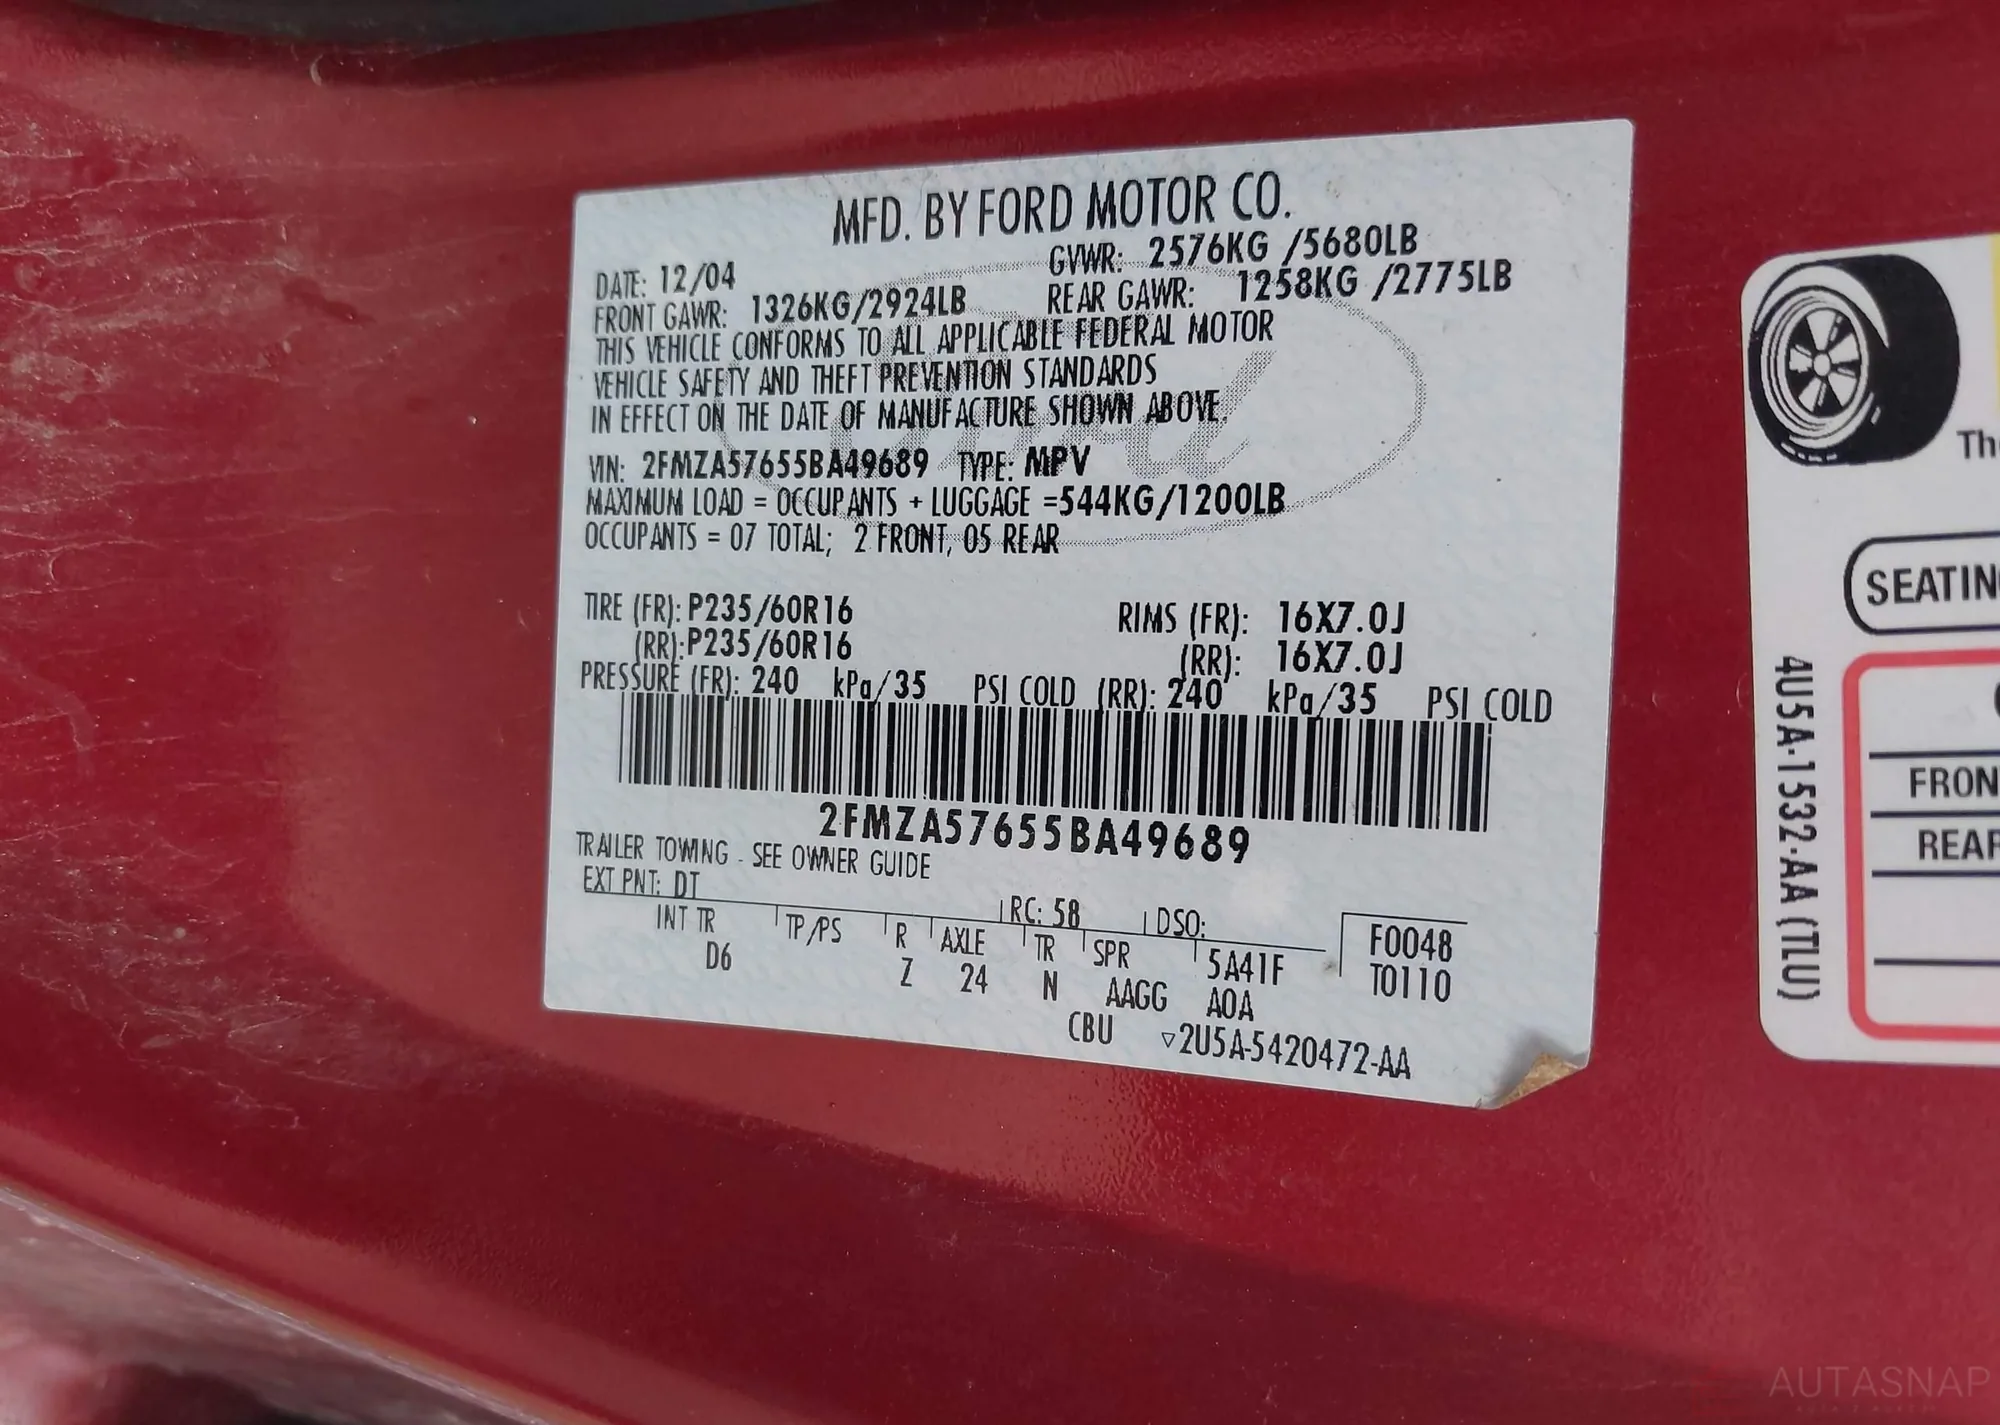 MFD. BY FORD MOTOR CO.
DATE: 12/04
GVWR: 2576KG /5680LB
FRONT GAWR: 1326KG/2924LB
REAR GAWR: 1258KG /2775LB
THIS VEHICLE CONFORMS TO ALL APPLICABLE FEDERAL MOTOR
VEHICLE SAFETY AND THEFT PREVENTION STANDARDS
IN EFFECT ON THE DATE OF MANUFACTURE SHOWN ABOVE.
VIN: 2FMZA57655BA49689 TYPE: MPV
MAXIMUM LOAD = OCCUPANTS + LUGGAGE =544KG/1200LB
OCCUPANTS = 07 TOTAL; 2 FRONT, 05 REAR
TIRE (FR): P235/60R16 RIMS (FR): 16X7.0J
(RR): P235/60R16 (RR): 16X7.0J
PRESSURE (FR): 240 kPa/35 PSI COLD (RR): 240 kPa/35 PSI COLD
2FMZA57655BA49689
TRAILER TOWING - SEE OWNER GUIDE
EXT PNT: DT RC: 58 DSO:
INT TR TP/PS R AXLE TR SPR 5A41F
D6 Z 24 N AAGG A0A
F0048
T0110
CBU ▽2U5A-5420472-AA
The
SEATIN
FRON
REAR
4U5A-1532-AA (TLU)
Ford
AUTASNAP